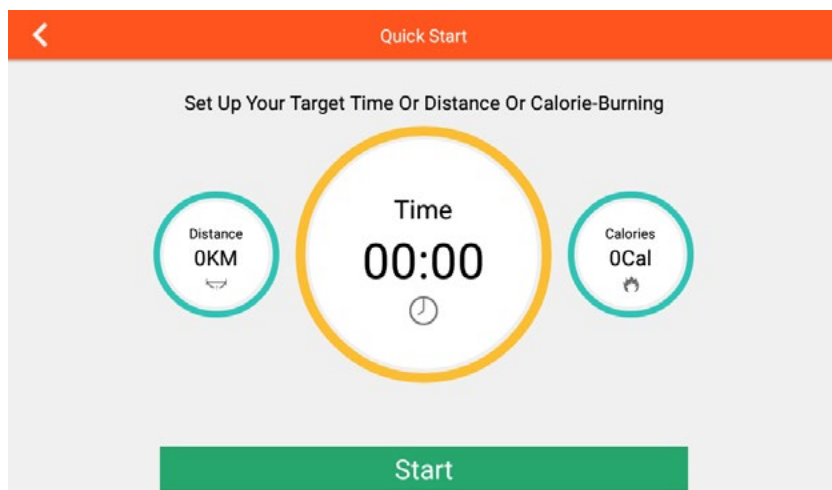 Quick Start
Set Up Your Target Time Or Distance Or Calorie-Burning
Distance
0KM
Time
00:00
Calories
0Cal
Start